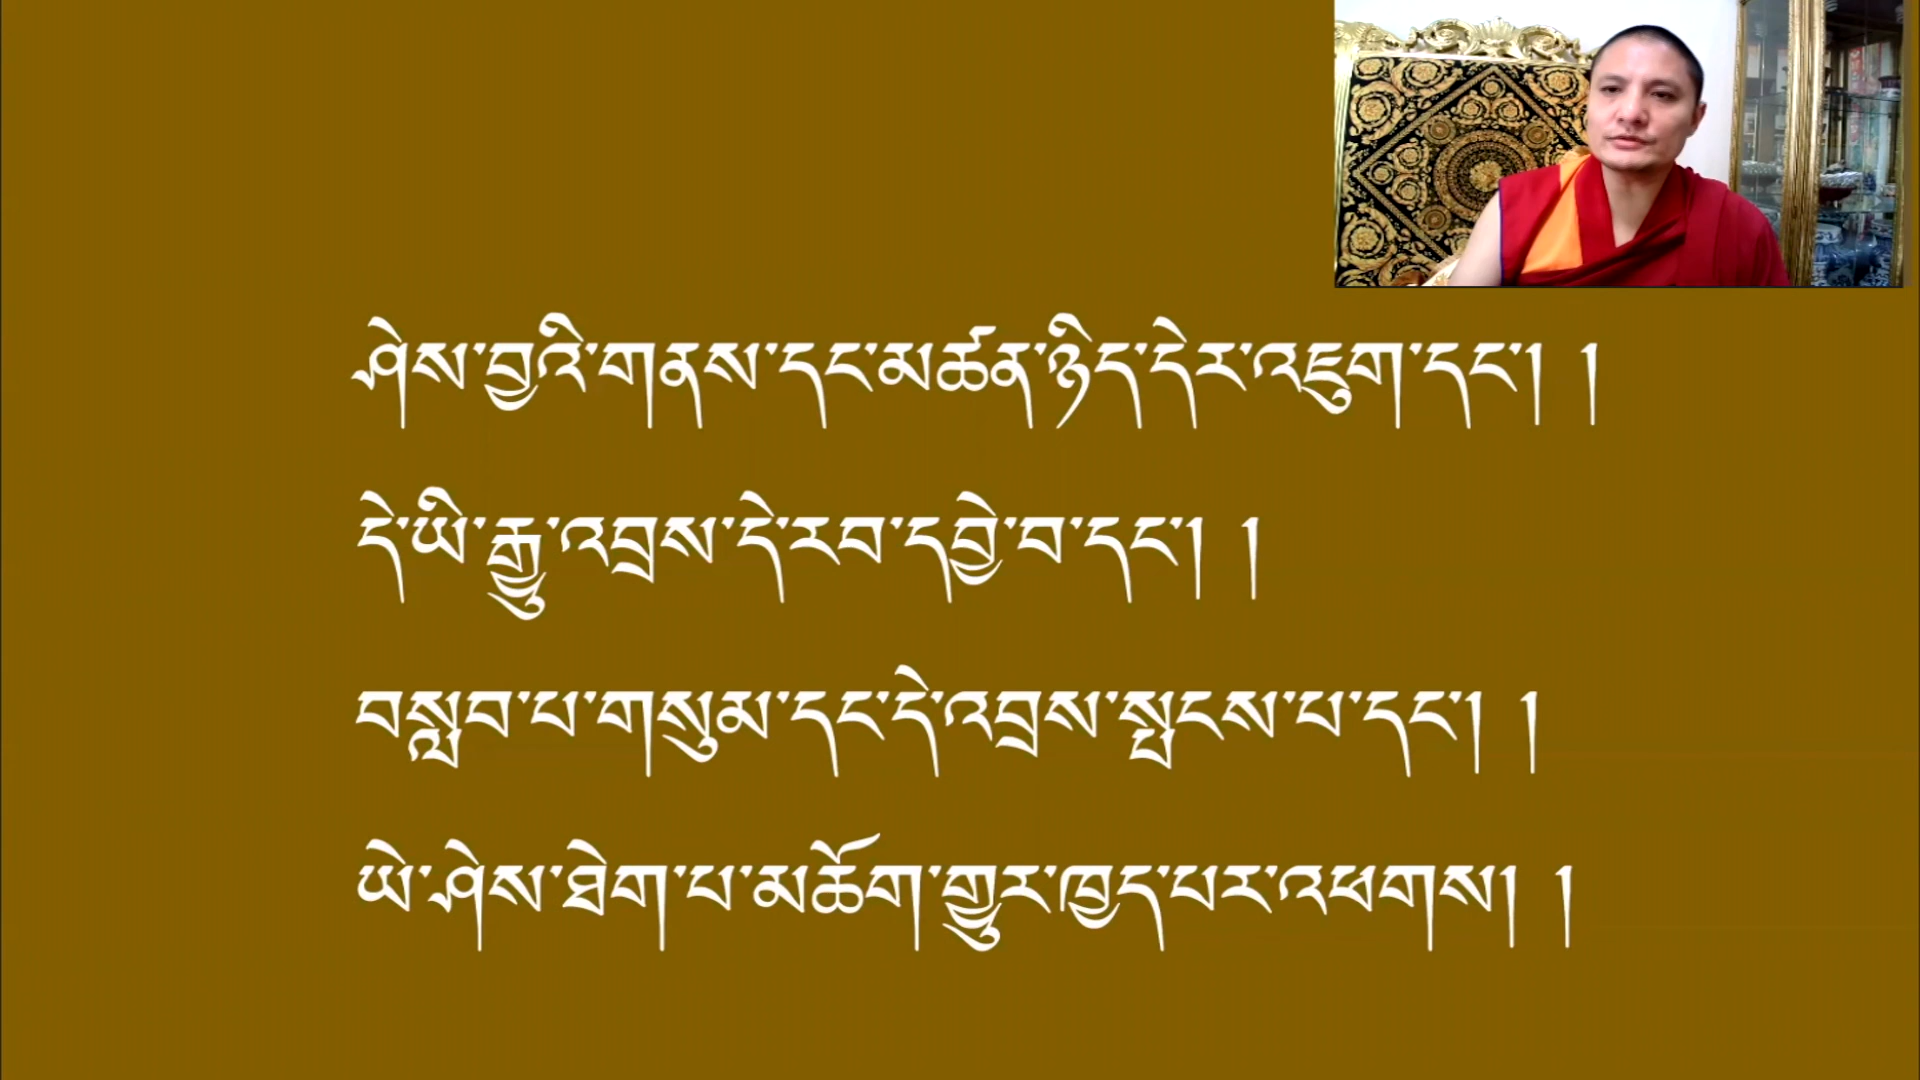 ཤེས་བྱའི་གནས་དང་མཚན་ཉིད་དེར་འཇུག་དང་། །
དེ་ཡི་རྒྱུ་འབྲས་དེ་རབ་དབྱེ་བ་དང་། །
བསླབ་པ་གསུམ་དང་དེ་འབྲས་སྤངས་པ་དང་། །
ཡེ་ཤེས་ཐེག་པ་མཆོག་གྱུར་ཁྱད་པར་འཕགས། །